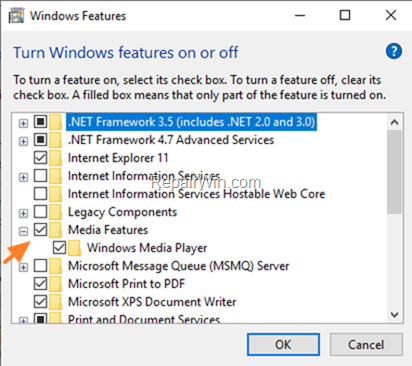 Windows Features
Turn Windows features on or off
To turn a feature on, select its check box. To turn a feature off, clear its
check box. A filled box means that only part of the feature is turned on.
.NET Framework 3.5 (includes .NET 2.0 and 3.0)
.NET Framework 4.7 Advanced Services
Internet Explorer 11
Internet Information Services
RepairWin.com
Internet Information Services Hostable Web Core
Legacy Components
Media Features
Windows Media Player
Microsoft Message Queue (MSMQ) Server
Microsoft Print to PDF
Microsoft XPS Document Writer
Print and Document Services
OK
Cancel